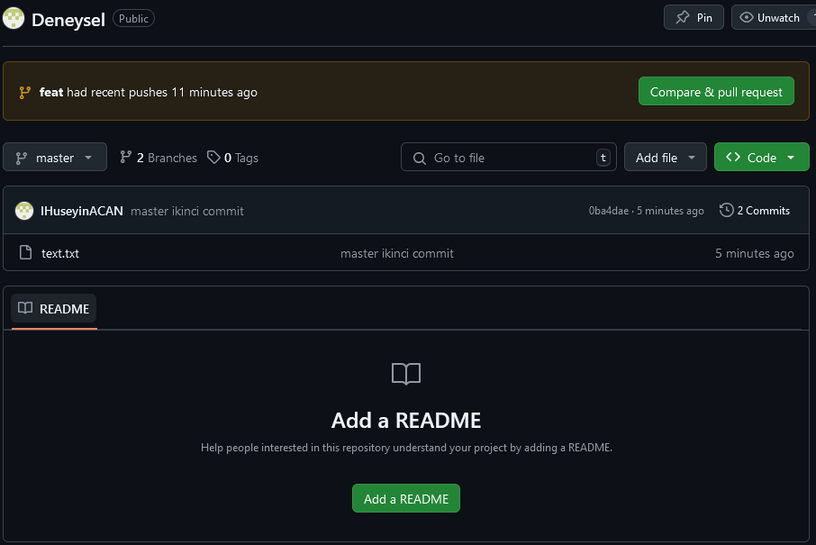 Deneysel Public Pin Unwatch
feat had recent pushes 11 minutes ago Compare & pull request
master 2 Branches 0 Tags Go to file t Add file Code
IHuseyinACAN master ikinci commit 0ba4dae · 5 minutes ago 2 Commits
text.txt master ikinci commit 5 minutes ago
README
Add a README
Help people interested in this repository understand your project by adding a README.
Add a README